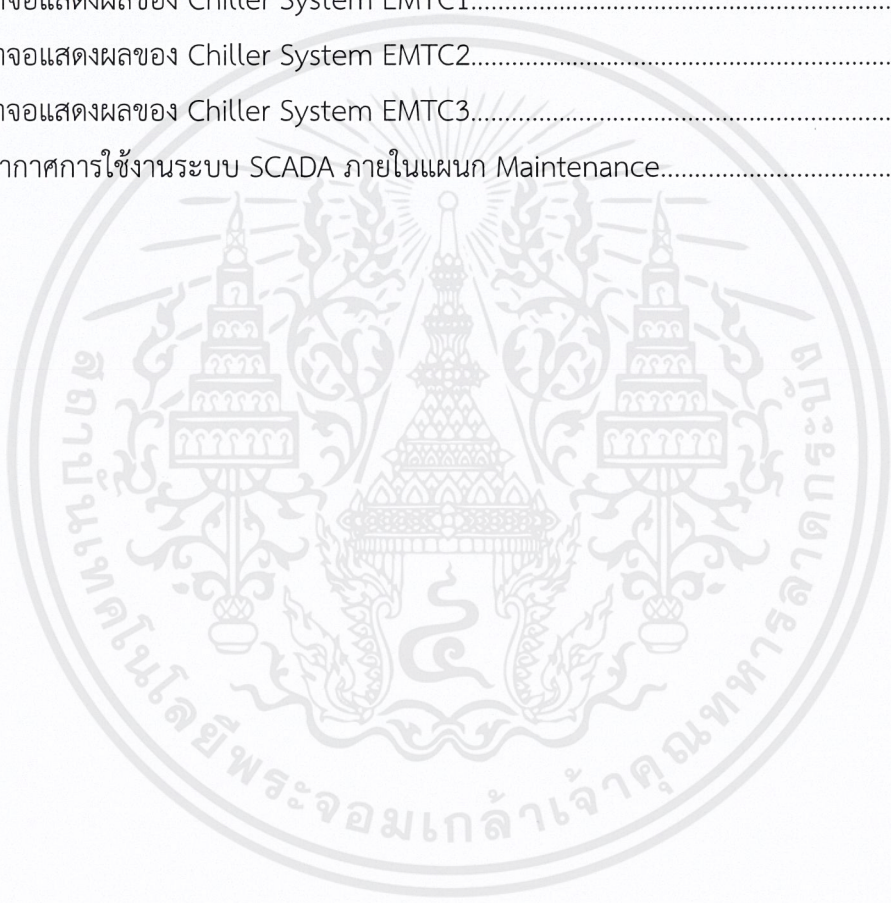 าจอแสดงผลของ Chiller System EMTC1
าจอแสดงผลของ Chiller System EMTC2
าจอแสดงผลของ Chiller System EMTC3
ากาศการใช้งานระบบ SCADA ภายในแผนก Maintenance
สถาบันเทคโนโลยีพระจอมเกล้าเจ้าคุณทหารลาดกระบัง